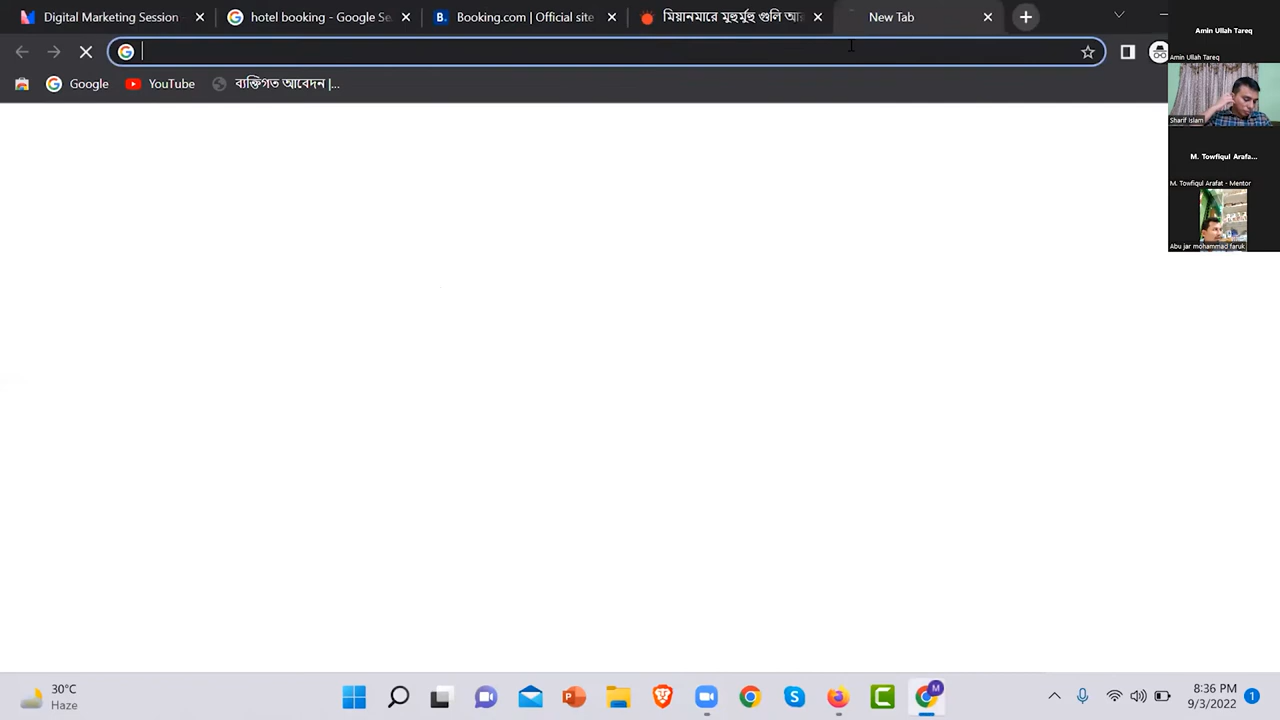 Digital Marketing Session
hotel booking - Google Se
Booking.com | Official site
মিয়ানমারে মুহুর্মুহু গুলি আর
New Tab
Google
YouTube
ব্যক্তিগত আবেদন |...
Amin Ullah Tareq
Amin Ullah Tareq
Sharif Islam
M. Towfiqul Arafa...
M. Towfiqul Arafat - Mentor
Abu jar mohammad faruk
30°C
Haze
8:36 PM
9/3/2022